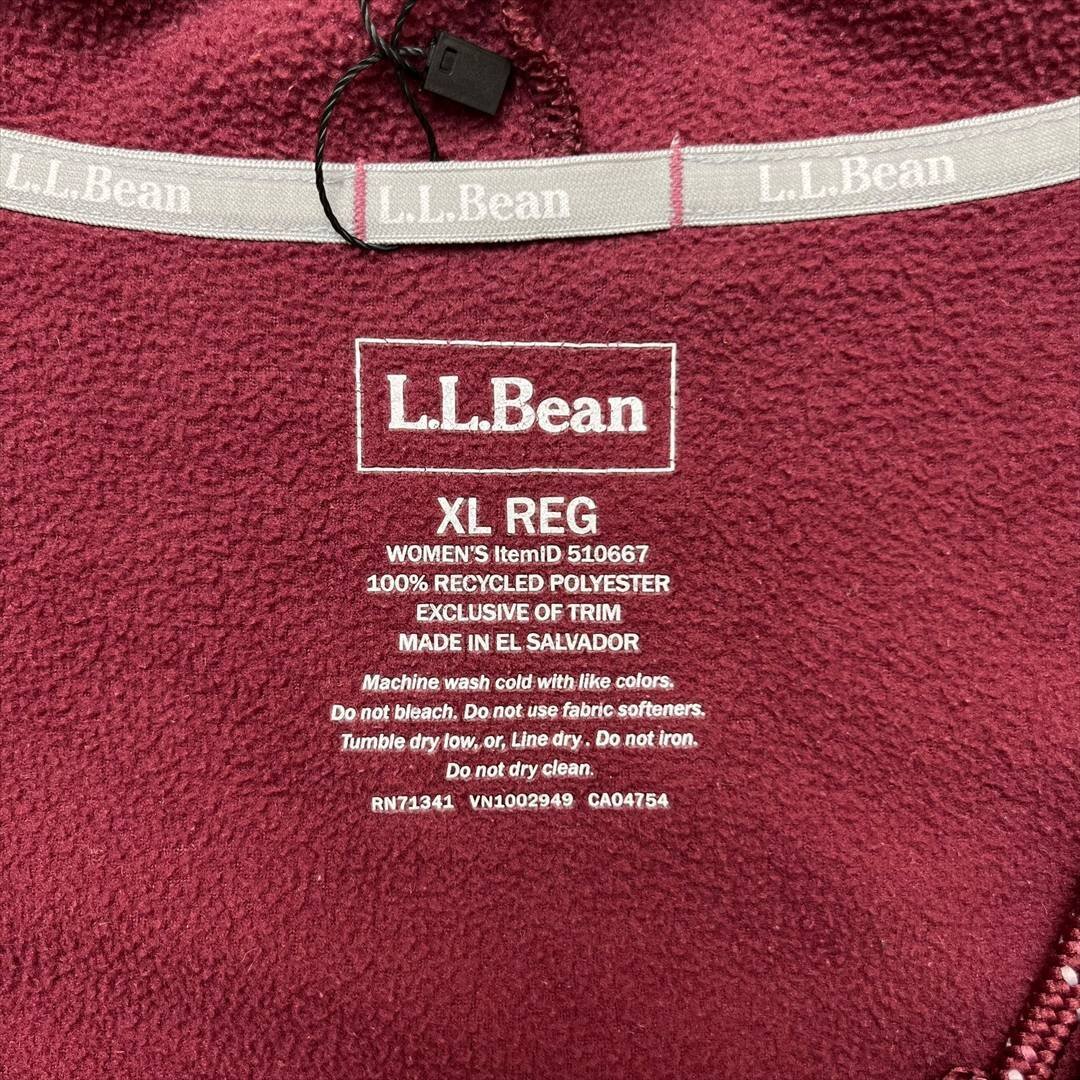 L.L.Bean L.L.Bean L.L.Bean
L.L.Bean
XL REG
WOMEN'S ItemID 510667
100% RECYCLED POLYESTER
EXCLUSIVE OF TRIM
MADE IN EL SALVADOR
Machine wash cold with like colors.
Do not bleach. Do not use fabric softeners.
Tumble dry low, or, Line dry. Do not iron.
Do not dry clean.
RN71341 VN1002949 CA04754